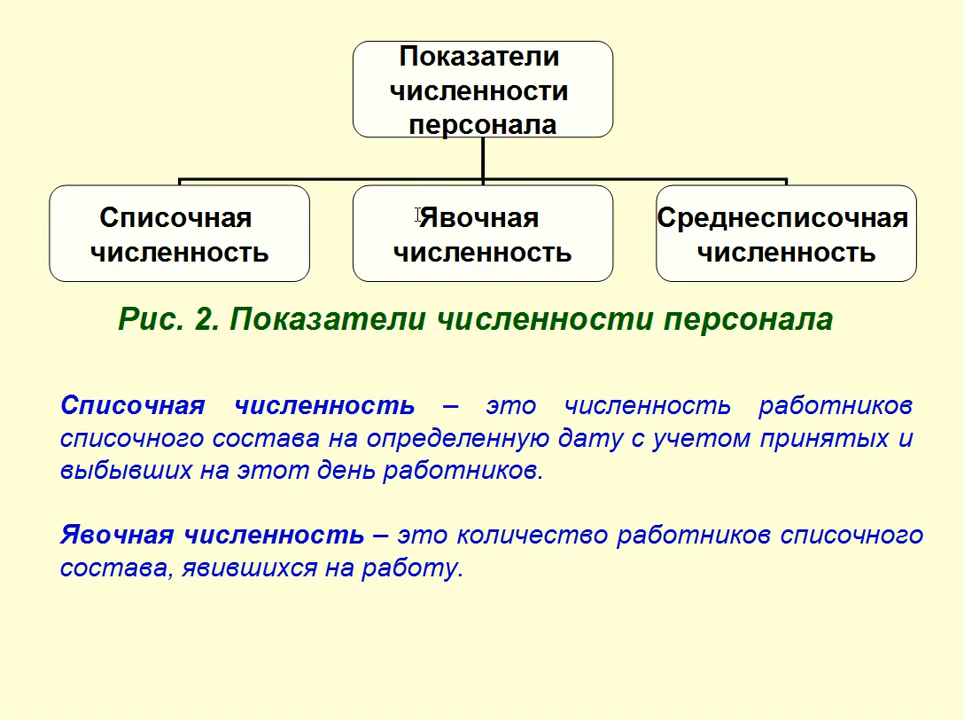 Показатели
численности
персонала
Списочная
численность
Явочная
численность
Среднесписочная
численность
Рис. 2. Показатели численности персонала
Списочная численность – это численность работников
списочного состава на определенную дату с учетом принятых и
выбывших на этот день работников.
Явочная численность – это количество работников списочного
состава, явившихся на работу.